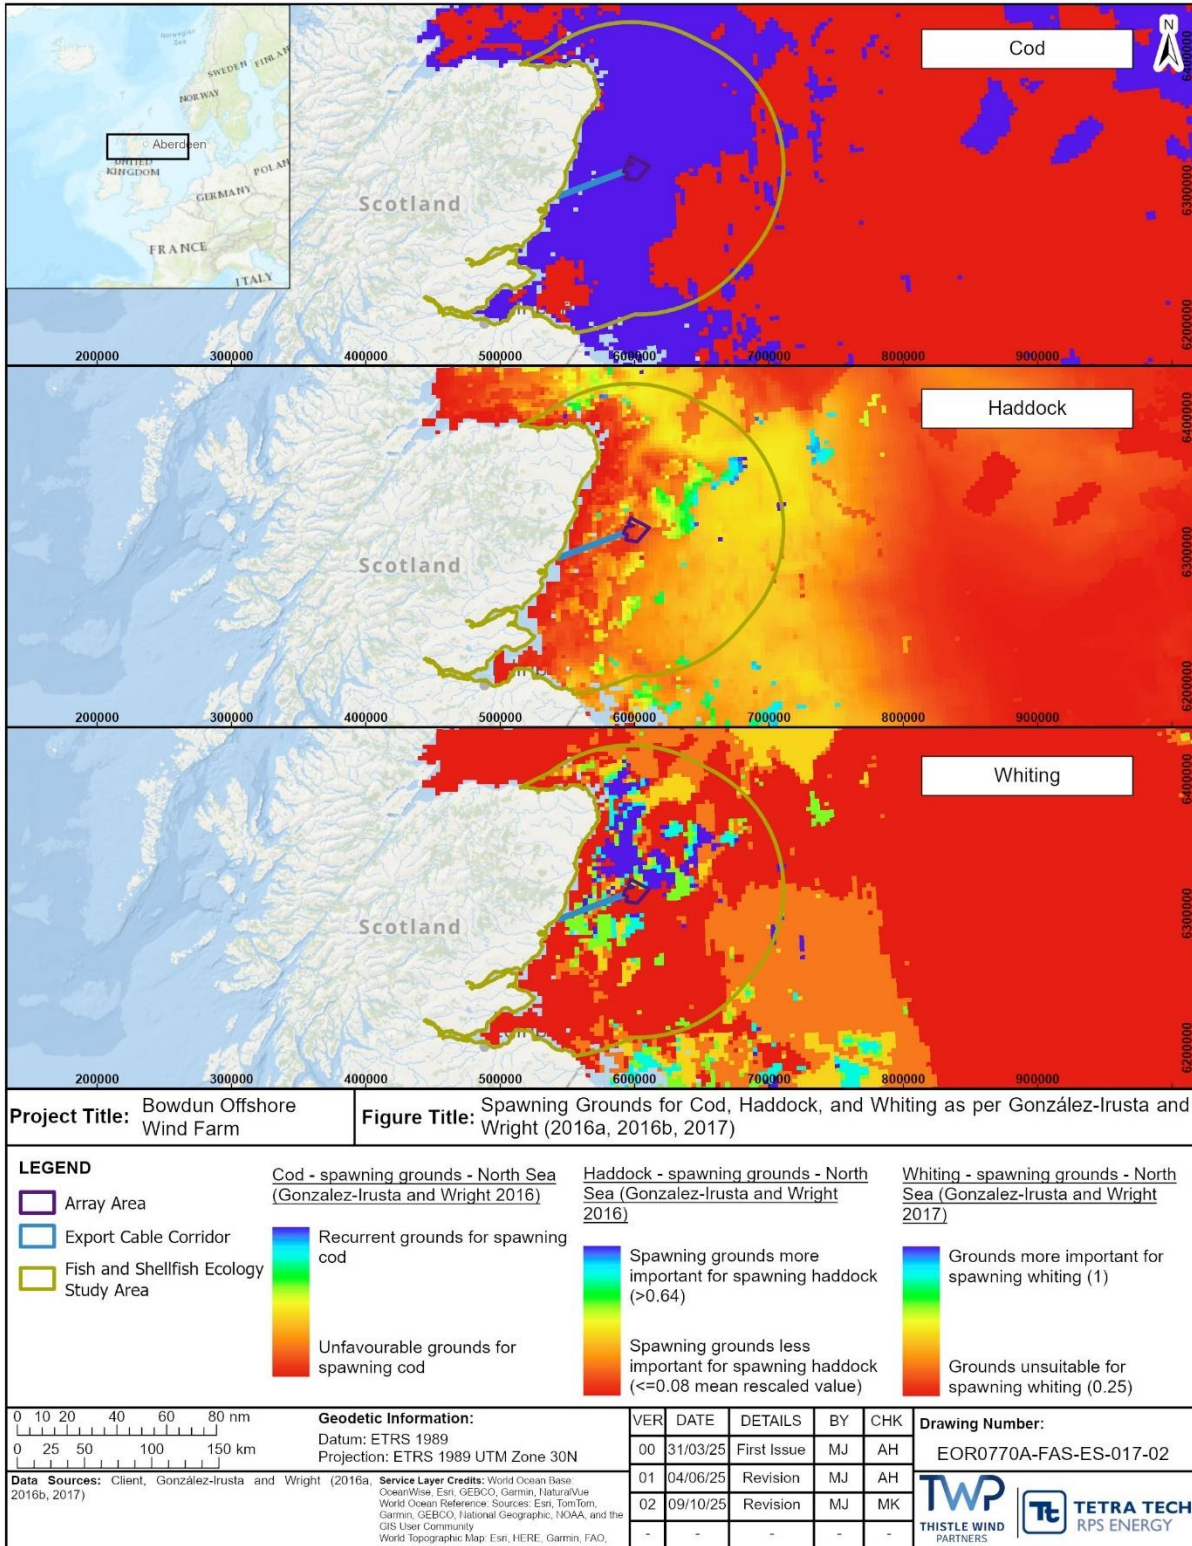 Norwegian
Sea
SWEDEN
FINLA
NORWAY
Aberdeen
UNITED
KINGDOM
POLAN
GERMANY
FRANCE
ITALY
Cod
N
6400000
Scotland
6300000
6200000
200000 300000 400000 500000 600000 700000 800000 900000
Haddock
6400000
Scotland
6300000
6200000
200000 300000 400000 500000 600000 700000 800000 900000
Whiting
6400000
Scotland
6300000
6200000
200000 300000 400000 500000 600000 700000 800000 900000
Project Title: Bowdun Offshore
Wind Farm
Figure Title: Spawning Grounds for Cod, Haddock, and Whiting as per González-Irusta and
Wright (2016a, 2016b, 2017)
LEGEND
Array Area
Export Cable Corridor
Fish and Shellfish Ecology
Study Area
Cod - spawning grounds - North Sea
(Gonzalez-Irusta and Wright 2016)
Recurrent grounds for spawning
cod
Unfavourable grounds for
spawning cod
Haddock - spawning grounds - North
Sea (Gonzalez-Irusta and Wright
2016)
Spawning grounds more
important for spawning haddock
(>0.64)
Spawning grounds less
important for spawning haddock
(<=0.08 mean rescaled value)
Whiting - spawning grounds - North
Sea (Gonzalez-Irusta and Wright
2017)
Grounds more important for
spawning whiting (1)
Grounds unsuitable for
spawning whiting (0.25)
0 10 20 40 60 80 nm
0 25 50 100 150 km
Geodetic Information:
Datum: ETRS 1989
Projection: ETRS 1989 UTM Zone 30N
Data Sources: Client, González-Irusta and Wright (2016a,
2016b, 2017)
Service Layer Credits: World Ocean Base:
OceanWise, Esri, GEBCO, Garmin, NaturalVue
World Ocean Reference: Sources: Esri, TomTom,
Garmin, GEBCO, National Geographic, NOAA, and the
GIS User Community
World Topographic Map: Esri, HERE, Garmin, FAO,
VER DATE DETAILS BY CHK
00 31/03/25 First Issue MJ AH
01 04/06/25 Revision MJ AH
02 09/10/25 Revision MJ MK
- - - - -
Drawing Number:
EOR0770A-FAS-ES-017-02
TWP
THISTLE WIND
PARTNERS
Tt
TETRA TECH
RPS ENERGY